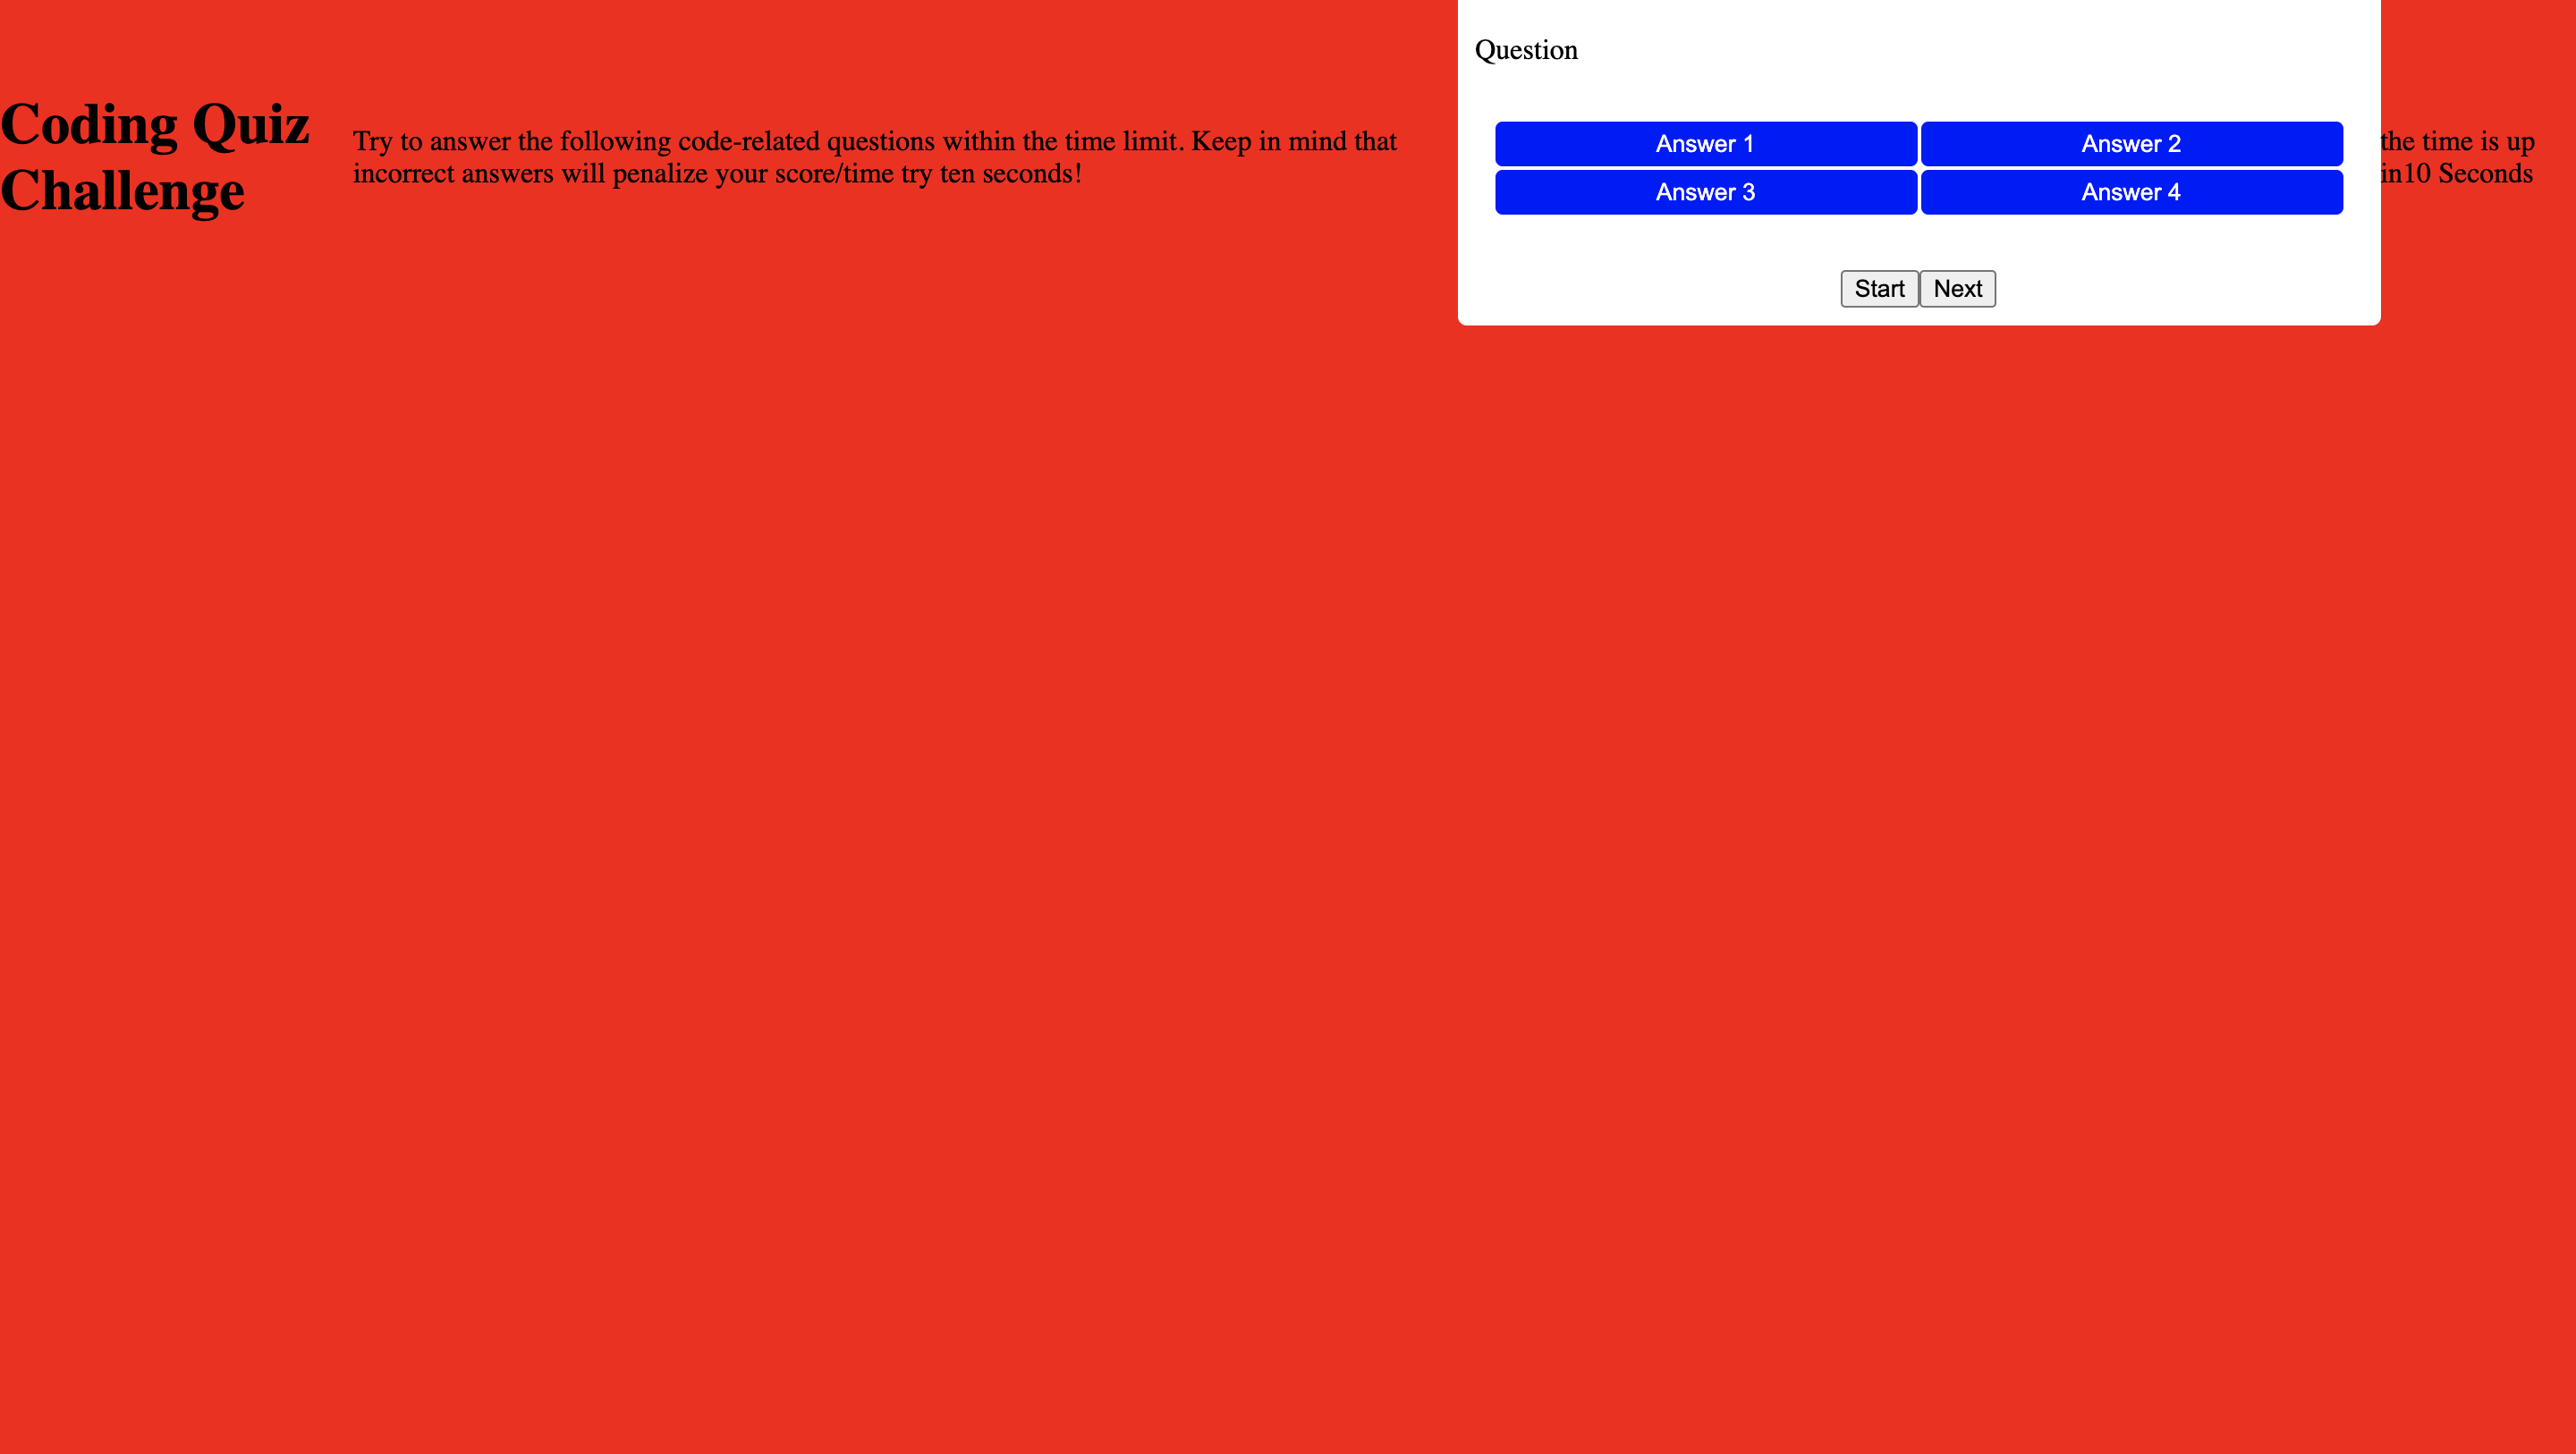 Coding Quiz
Challenge
Try to answer the following code-related questions within the time limit. Keep in mind that
incorrect answers will penalize your score/time try ten seconds!
Question
Answer 1
Answer 2
Answer 3
Answer 4
Start
Next
the time is up
in10 Seconds